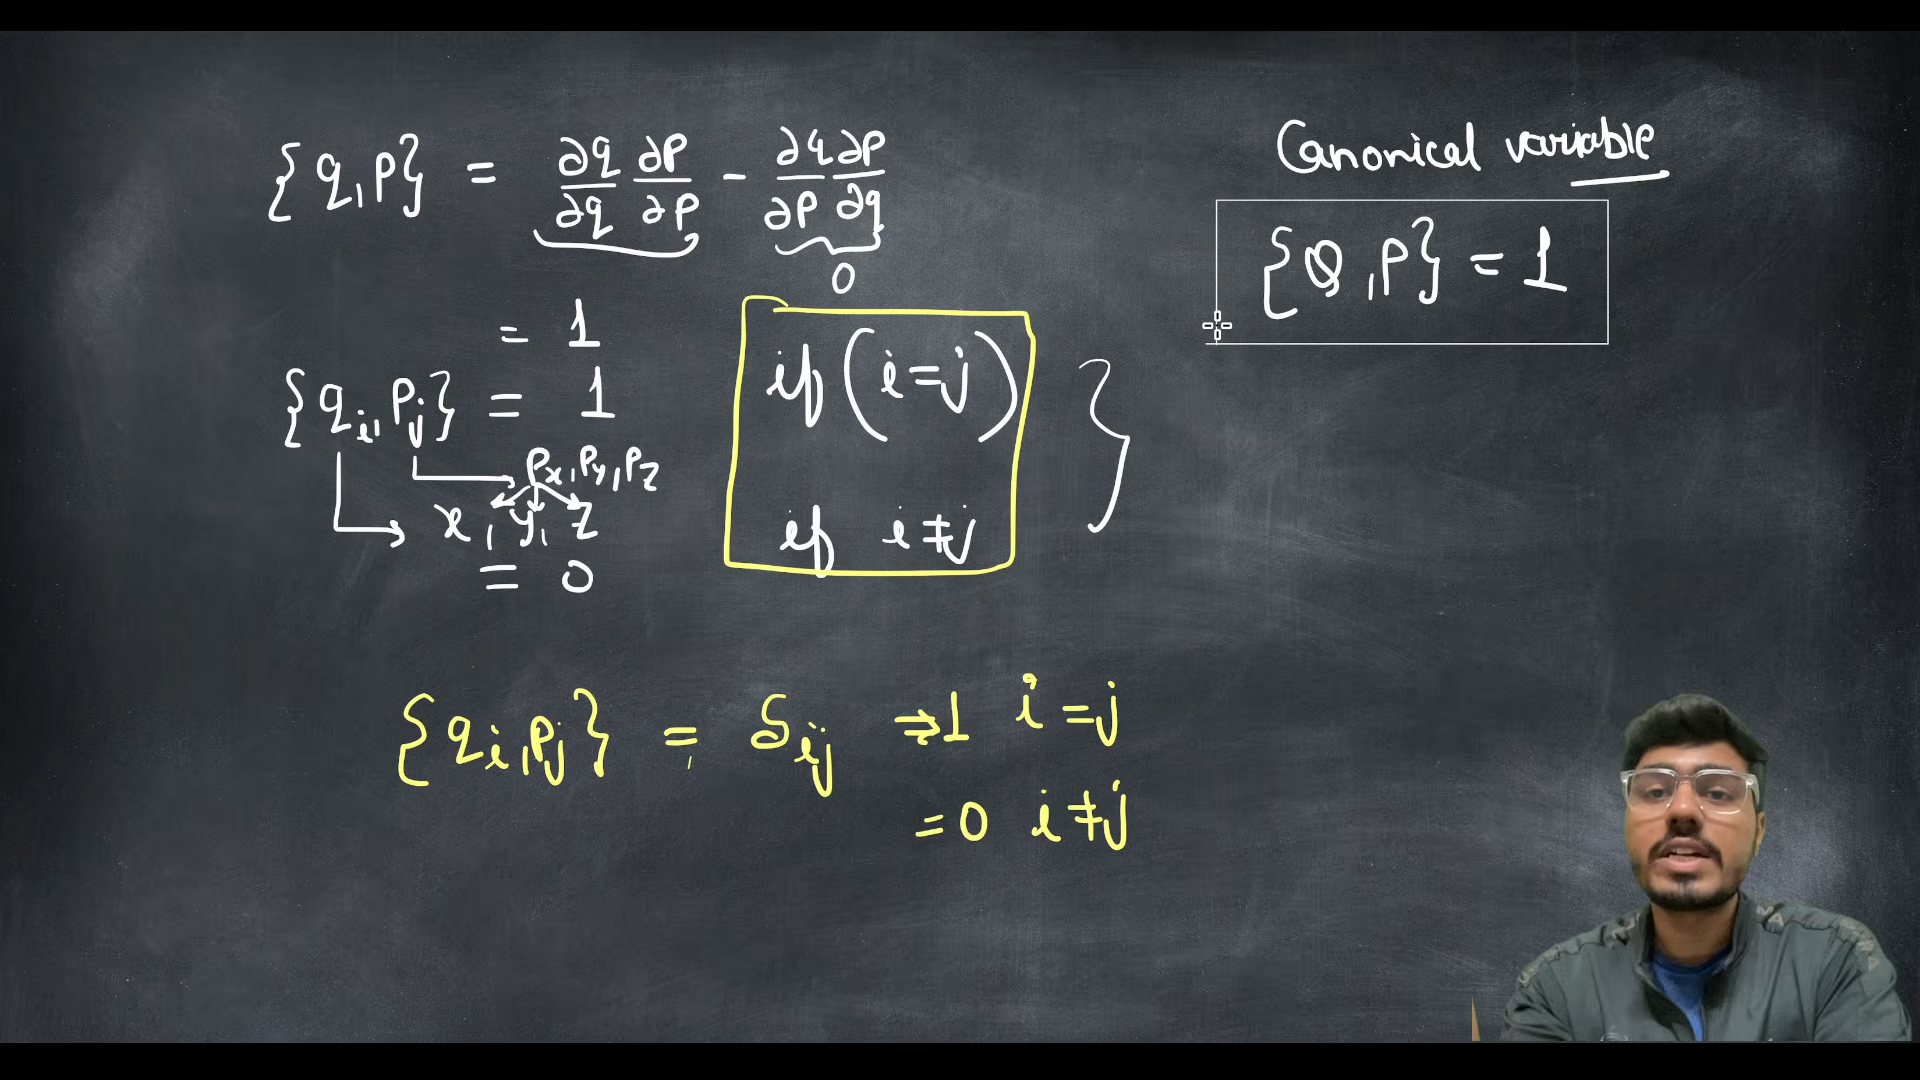 {q,p} = ∂q/∂q ∂p/∂p - ∂q/∂p ∂p/∂q
0
= 1
{qi,pj} = 1 if (i=j)
px,py,pz
x, y, z
= 0 if i≠j
{qi,pj} = δij → 1 i=j
=0 i≠j
Canonical variable
{Q,P} = 1